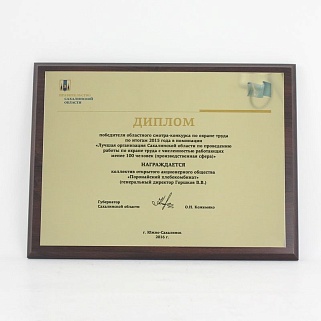 САХАЛИНСКОЙ
ОБЛАСТИ
ДИПЛОМ
победителя областного смотра-конкурса по охране труда
по итогам 2015 года в номинации
«Лучшая организация Сахалинской области по проведению
работы по охране труда с численностью работающих
менее 100 человек (производственная сфера)»
НАГРАЖДАЕТСЯ
коллектив открытого акционерного общества
«Поронайский хлебокомбинат»
(генеральный директор Горшков В.В.)
Губернатор
Сахалинской области
О.Н. Кожемяко
г. Южно-Сахалинск
2016 г.